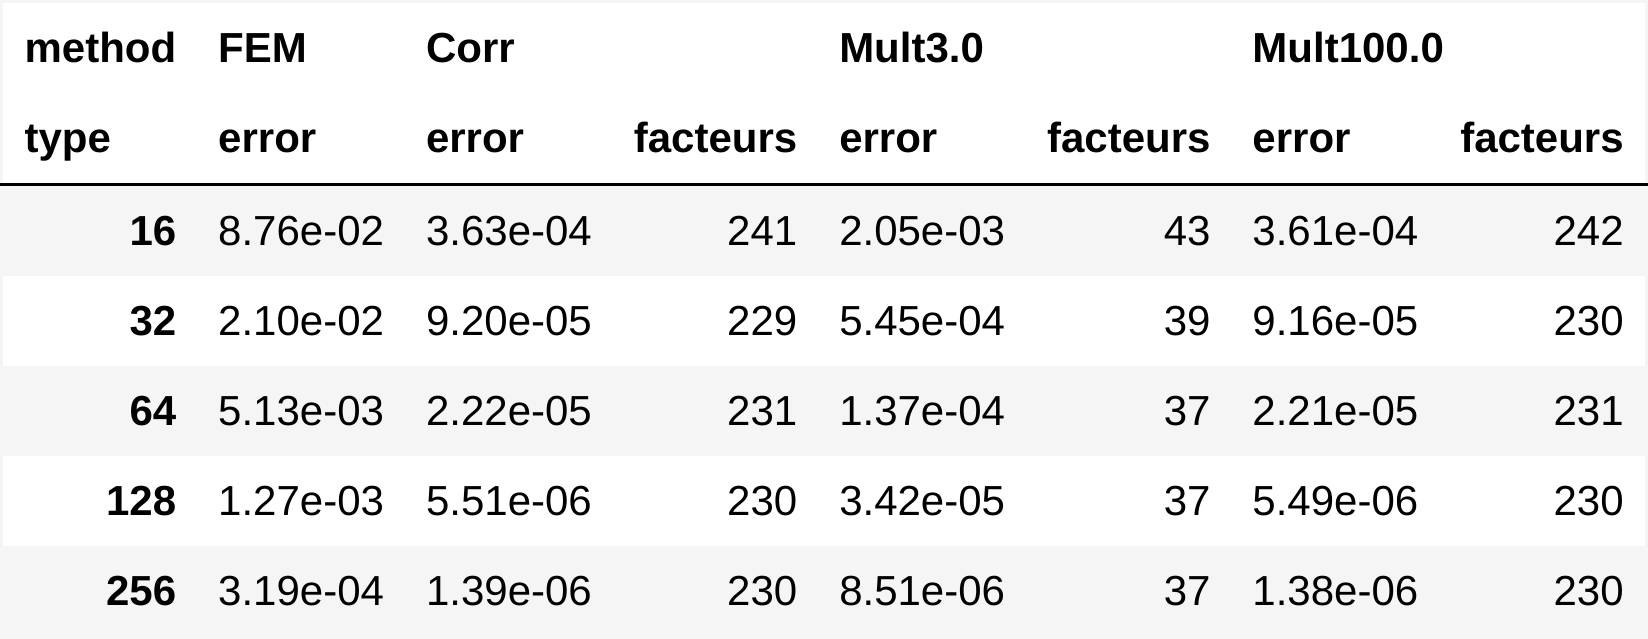 method FEM Corr Mult3.0 Mult100.0
type error error facteurs error facteurs error facteurs
16 8.76e-02 3.63e-04 241 2.05e-03 43 3.61e-04 242
32 2.10e-02 9.20e-05 229 5.45e-04 39 9.16e-05 230
64 5.13e-03 2.22e-05 231 1.37e-04 37 2.21e-05 231
128 1.27e-03 5.51e-06 230 3.42e-05 37 5.49e-06 230
256 3.19e-04 1.39e-06 230 8.51e-06 37 1.38e-06 230